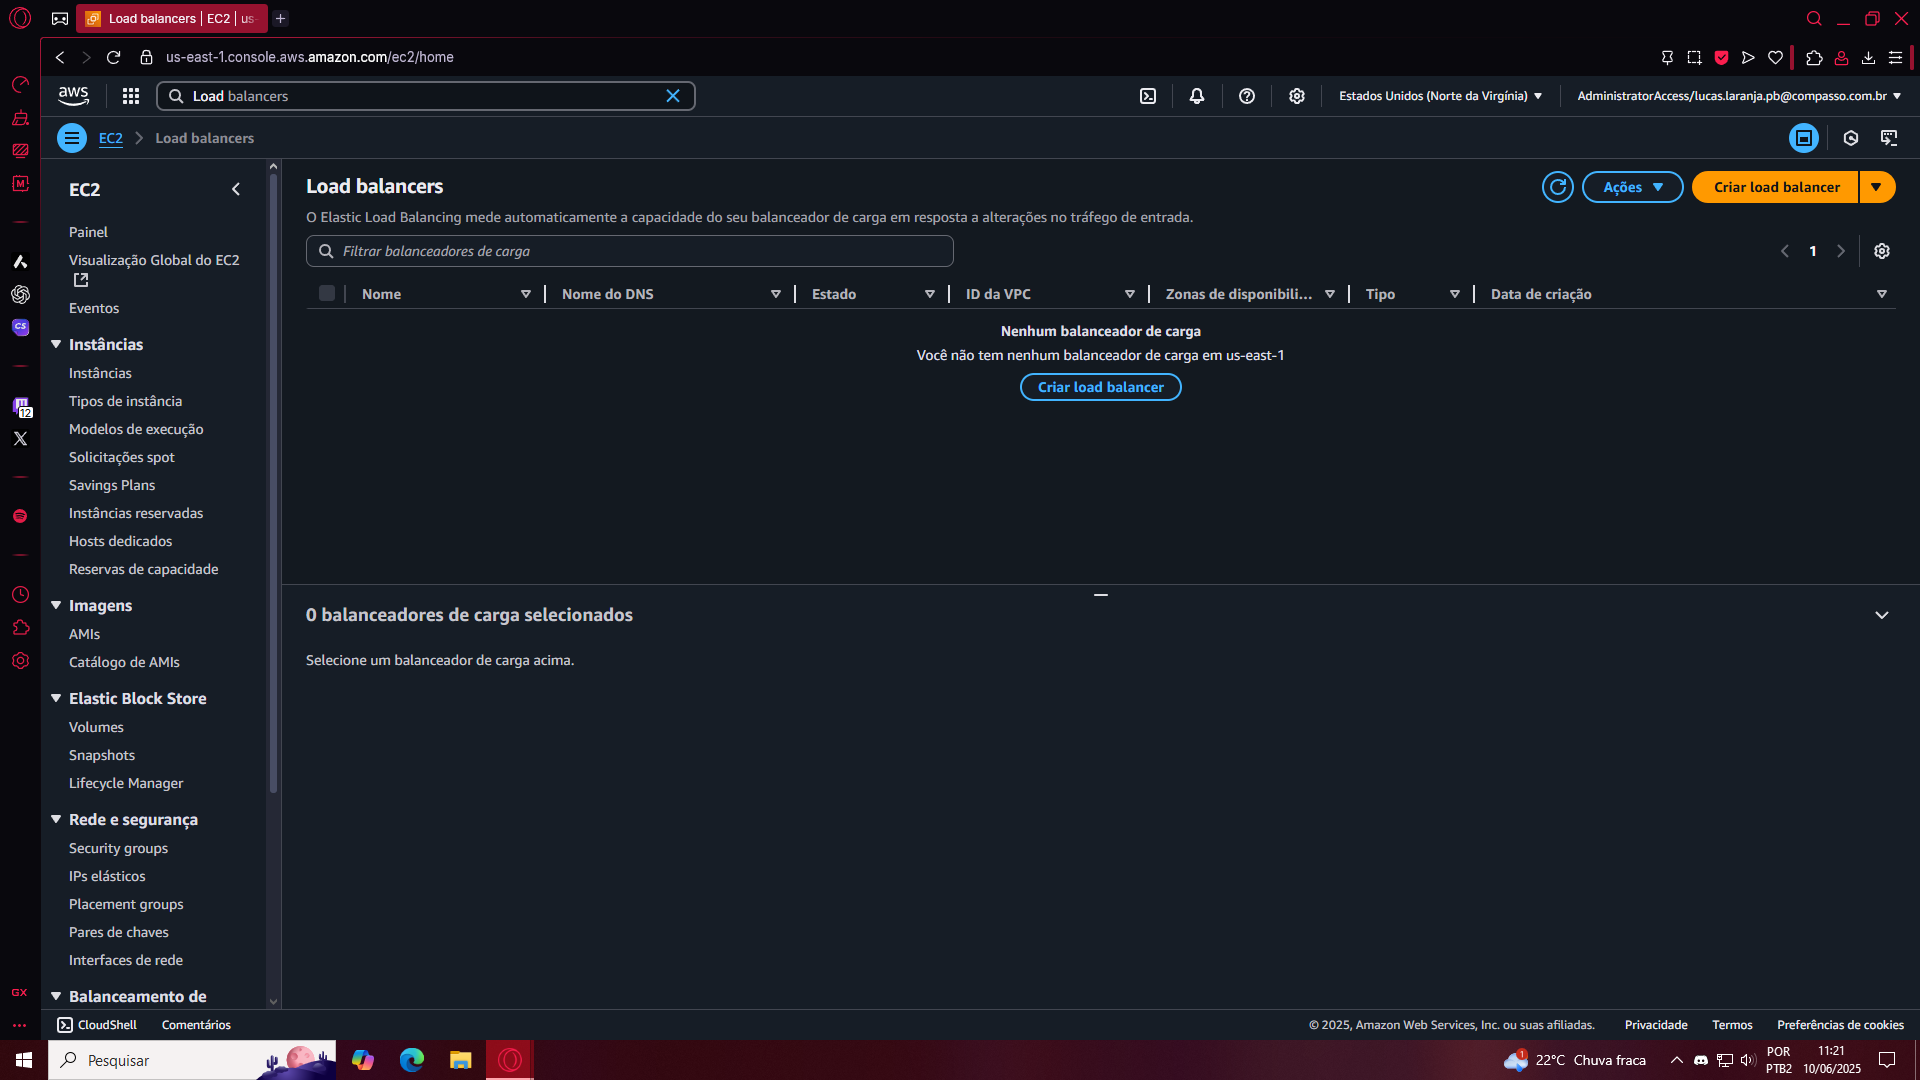 Load balancers | EC2 | us-
us-east-1.console.aws.amazon.com/ec2/home
aws
Load balancers
Estados Unidos (Norte da Virgínia)
AdministratorAccess/lucas.laranja.pb@compasso.com.br
EC2
Load balancers
EC2
Painel
Visualização Global do EC2
Eventos
Instâncias
Instâncias
Tipos de instância
Modelos de execução
Solicitações spot
Savings Plans
Instâncias reservadas
Hosts dedicados
Reservas de capacidade
Imagens
AMIs
Catálogo de AMIs
Elastic Block Store
Volumes
Snapshots
Lifecycle Manager
Rede e segurança
Security groups
IPs elásticos
Placement groups
Pares de chaves
Interfaces de rede
Balanceamento de
Load balancers
Ações
Criar load balancer
O Elastic Load Balancing mede automaticamente a capacidade do seu balanceador de carga em resposta a alterações no tráfego de entrada.
Filtrar balanceadores de carga
1
Nome
Nome do DNS
Estado
ID da VPC
Zonas de disponibili...
Tipo
Data de criação
Nenhum balanceador de carga
Você não tem nenhum balanceador de carga em us-east-1
Criar load balancer
0 balanceadores de carga selecionados
Selecione um balanceador de carga acima.
M
CS
12
GX
CloudShell
Comentários
© 2025, Amazon Web Services, Inc. ou suas afiliadas.
Privacidade
Termos
Preferências de cookies
Pesquisar
1
22°C Chuva fraca
POR
PTB2
11:21
10/06/2025